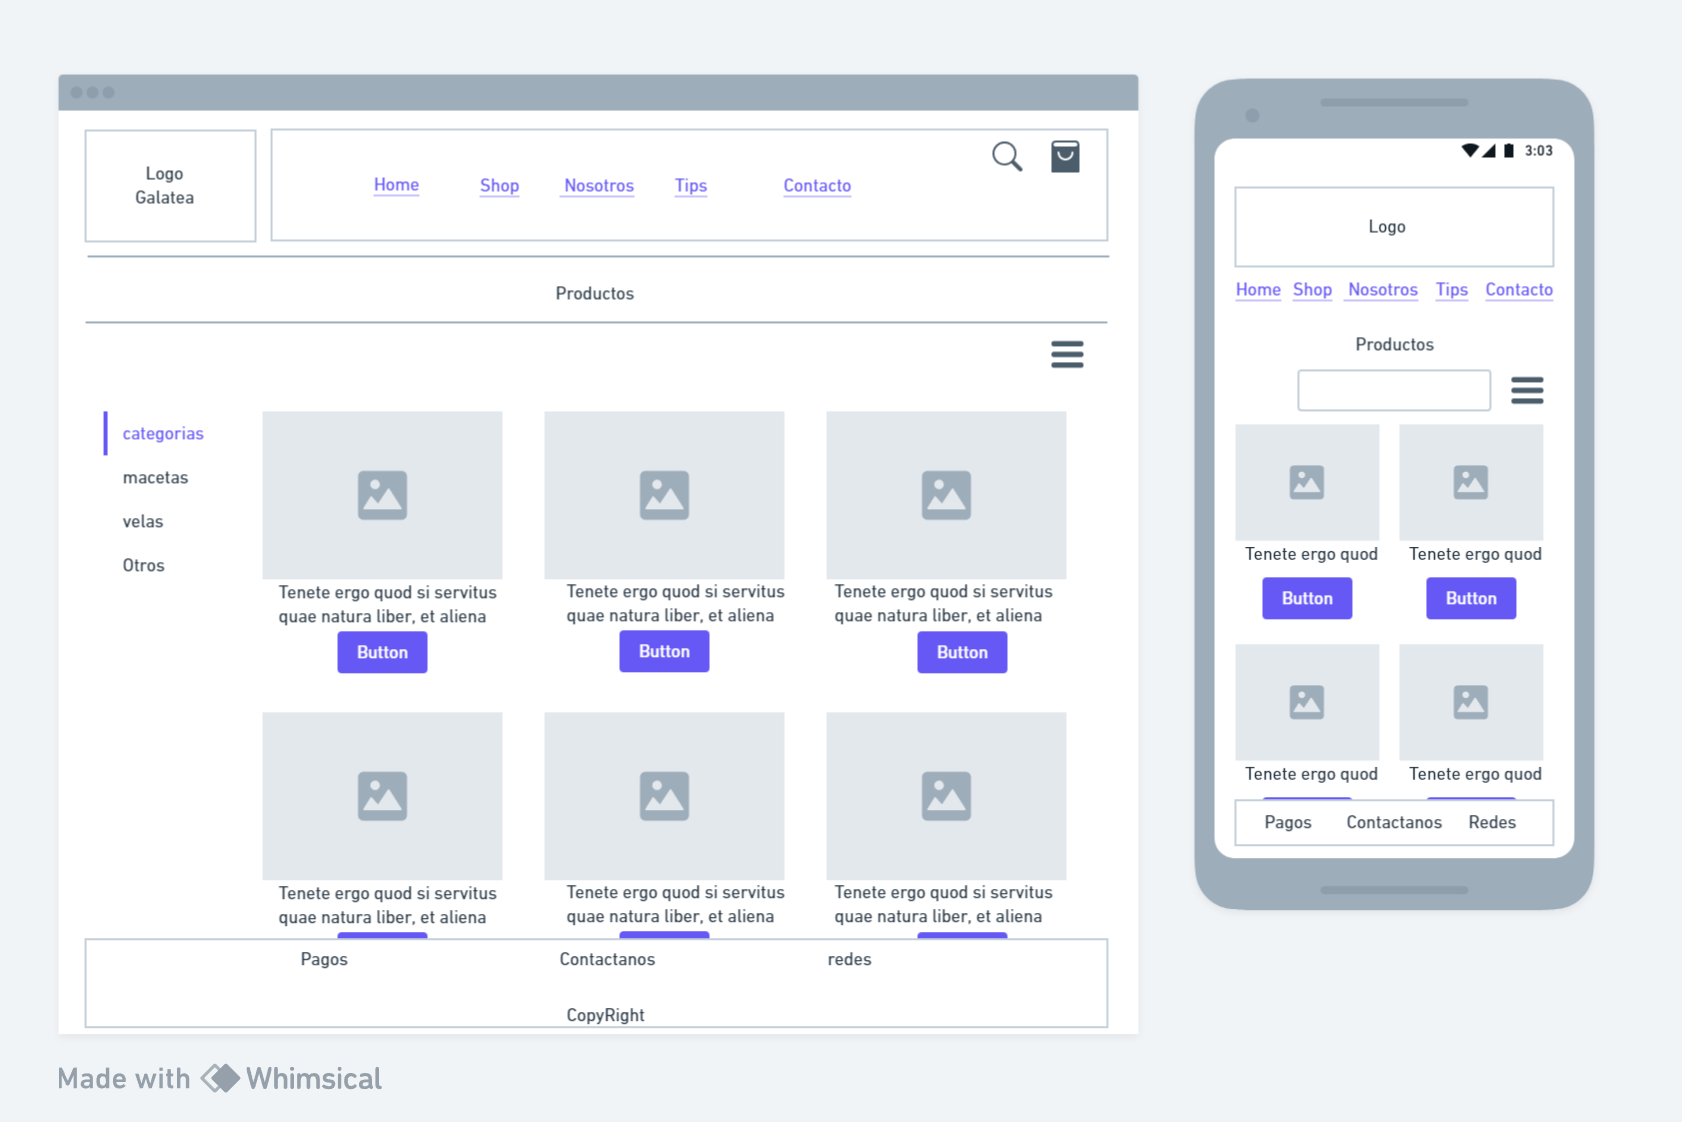 Logo
Galatea
Home Shop Nosotros Tips Contacto
Productos
categorias
macetas
velas
Otros
Tenete ergo quod si servitus
quae natura liber, et aliena
Button
Tenete ergo quod si servitus
quae natura liber, et aliena
Button
Tenete ergo quod si servitus
quae natura liber, et aliena
Button
Tenete ergo quod si servitus
quae natura liber, et aliena
Tenete ergo quod si servitus
quae natura liber, et aliena
Tenete ergo quod si servitus
quae natura liber, et aliena
Pagos Contactanos redes
CopyRight
3:03
Logo
Home Shop Nosotros Tips Contacto
Productos
Tenete ergo quod
Button
Tenete ergo quod
Button
Tenete ergo quod
Tenete ergo quod
Pagos Contactanos Redes
Made with Whimsical